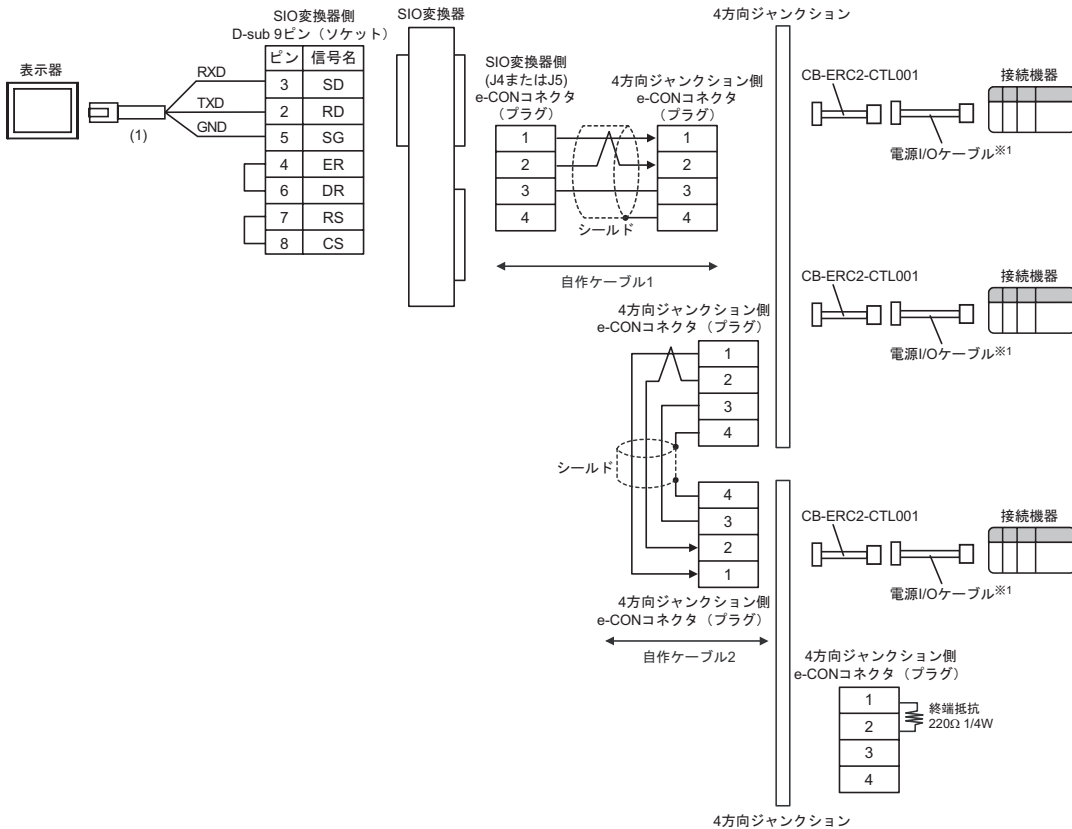 表示器
(1)
RXD
TXD
GND
SIO変換器側
D-sub 9ピン（ソケット）
ピン 信号名
3 SD
2 RD
5 SG
4 ER
6 DR
7 RS
8 CS
SIO変換器
SIO変換器側
(J4またはJ5)
e-CONコネクタ
（プラグ）
1
2
3
4
4方向ジャンクション側
e-CONコネクタ
（プラグ）
1
2
3
4
シールド
自作ケーブル1
4方向ジャンクション
CB-ERC2-CTL001
接続機器
電源I/Oケーブル※1
CB-ERC2-CTL001
接続機器
電源I/Oケーブル※1
4方向ジャンクション側
e-CONコネクタ（プラグ）
1
2
3
4
シールド
4
3
2
1
4方向ジャンクション側
e-CONコネクタ（プラグ）
自作ケーブル2
CB-ERC2-CTL001
接続機器
電源I/Oケーブル※1
4方向ジャンクション側
e-CONコネクタ（プラグ）
1
2
3
4
終端抵抗
220Ω 1/4W
4方向ジャンクション